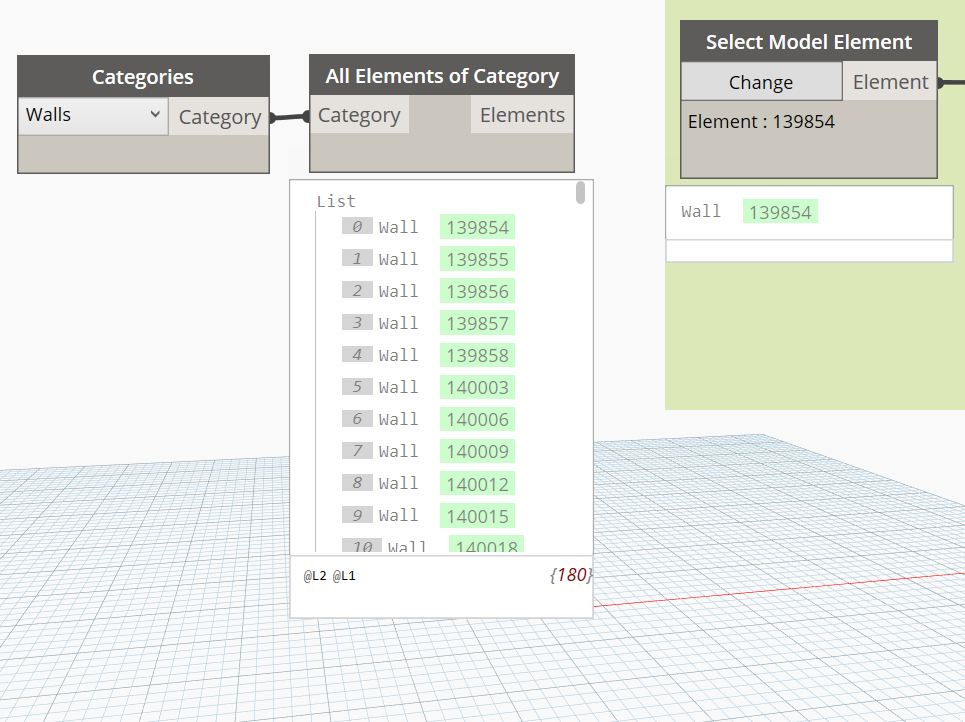 Categories
Walls
Category
All Elements of Category
Category
Elements
List
0 Wall 139854
1 Wall 139855
2 Wall 139856
3 Wall 139857
4 Wall 139858
5 Wall 140003
6 Wall 140006
7 Wall 140009
8 Wall 140012
9 Wall 140015
10 Wall 140018
@L2 @L1 {180}
Select Model Element
Change
Element
Element : 139854
Wall 139854